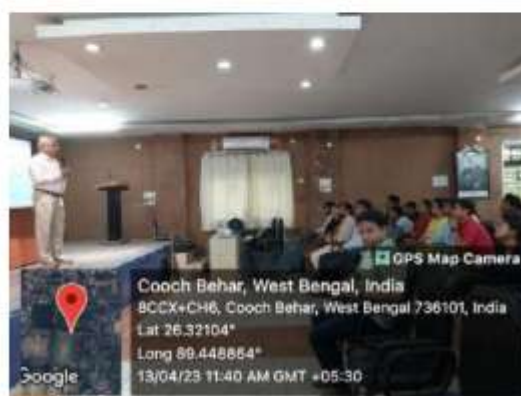 GPS Map Camera
Cooch Behar, West Bengal, India
8CCX+CH6, Cooch Behar, West Bengal 736101, India
Lat 26.32104°
Long 89.448864°
13/04/23 11:40 AM GMT +05:30
Google